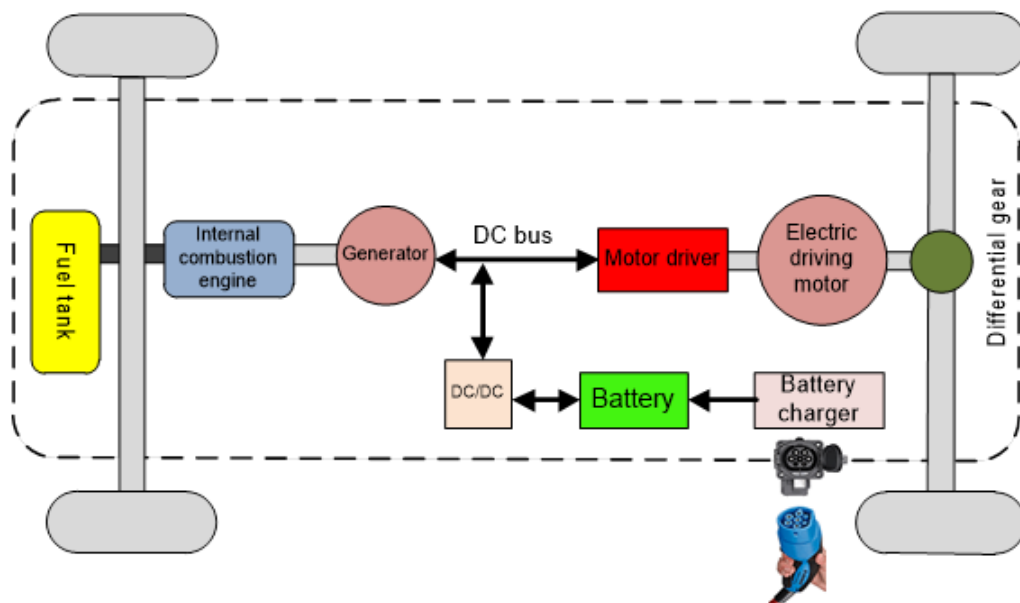 Fuel tank
Internal
combustion
engine
Generator
DC bus
Motor driver
Electric
driving
motor
Differential gear
DC/DC
Battery
Battery
charger